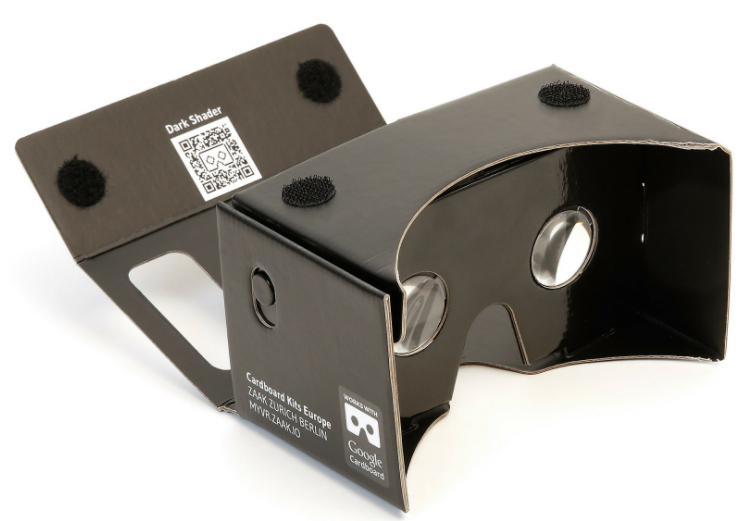 Dark Shader
Cardboard Kits Europe
ZAAK ZURICH BERLIN
MYVR.ZAAK.IO
WORKS WITH
Google
Cardboard